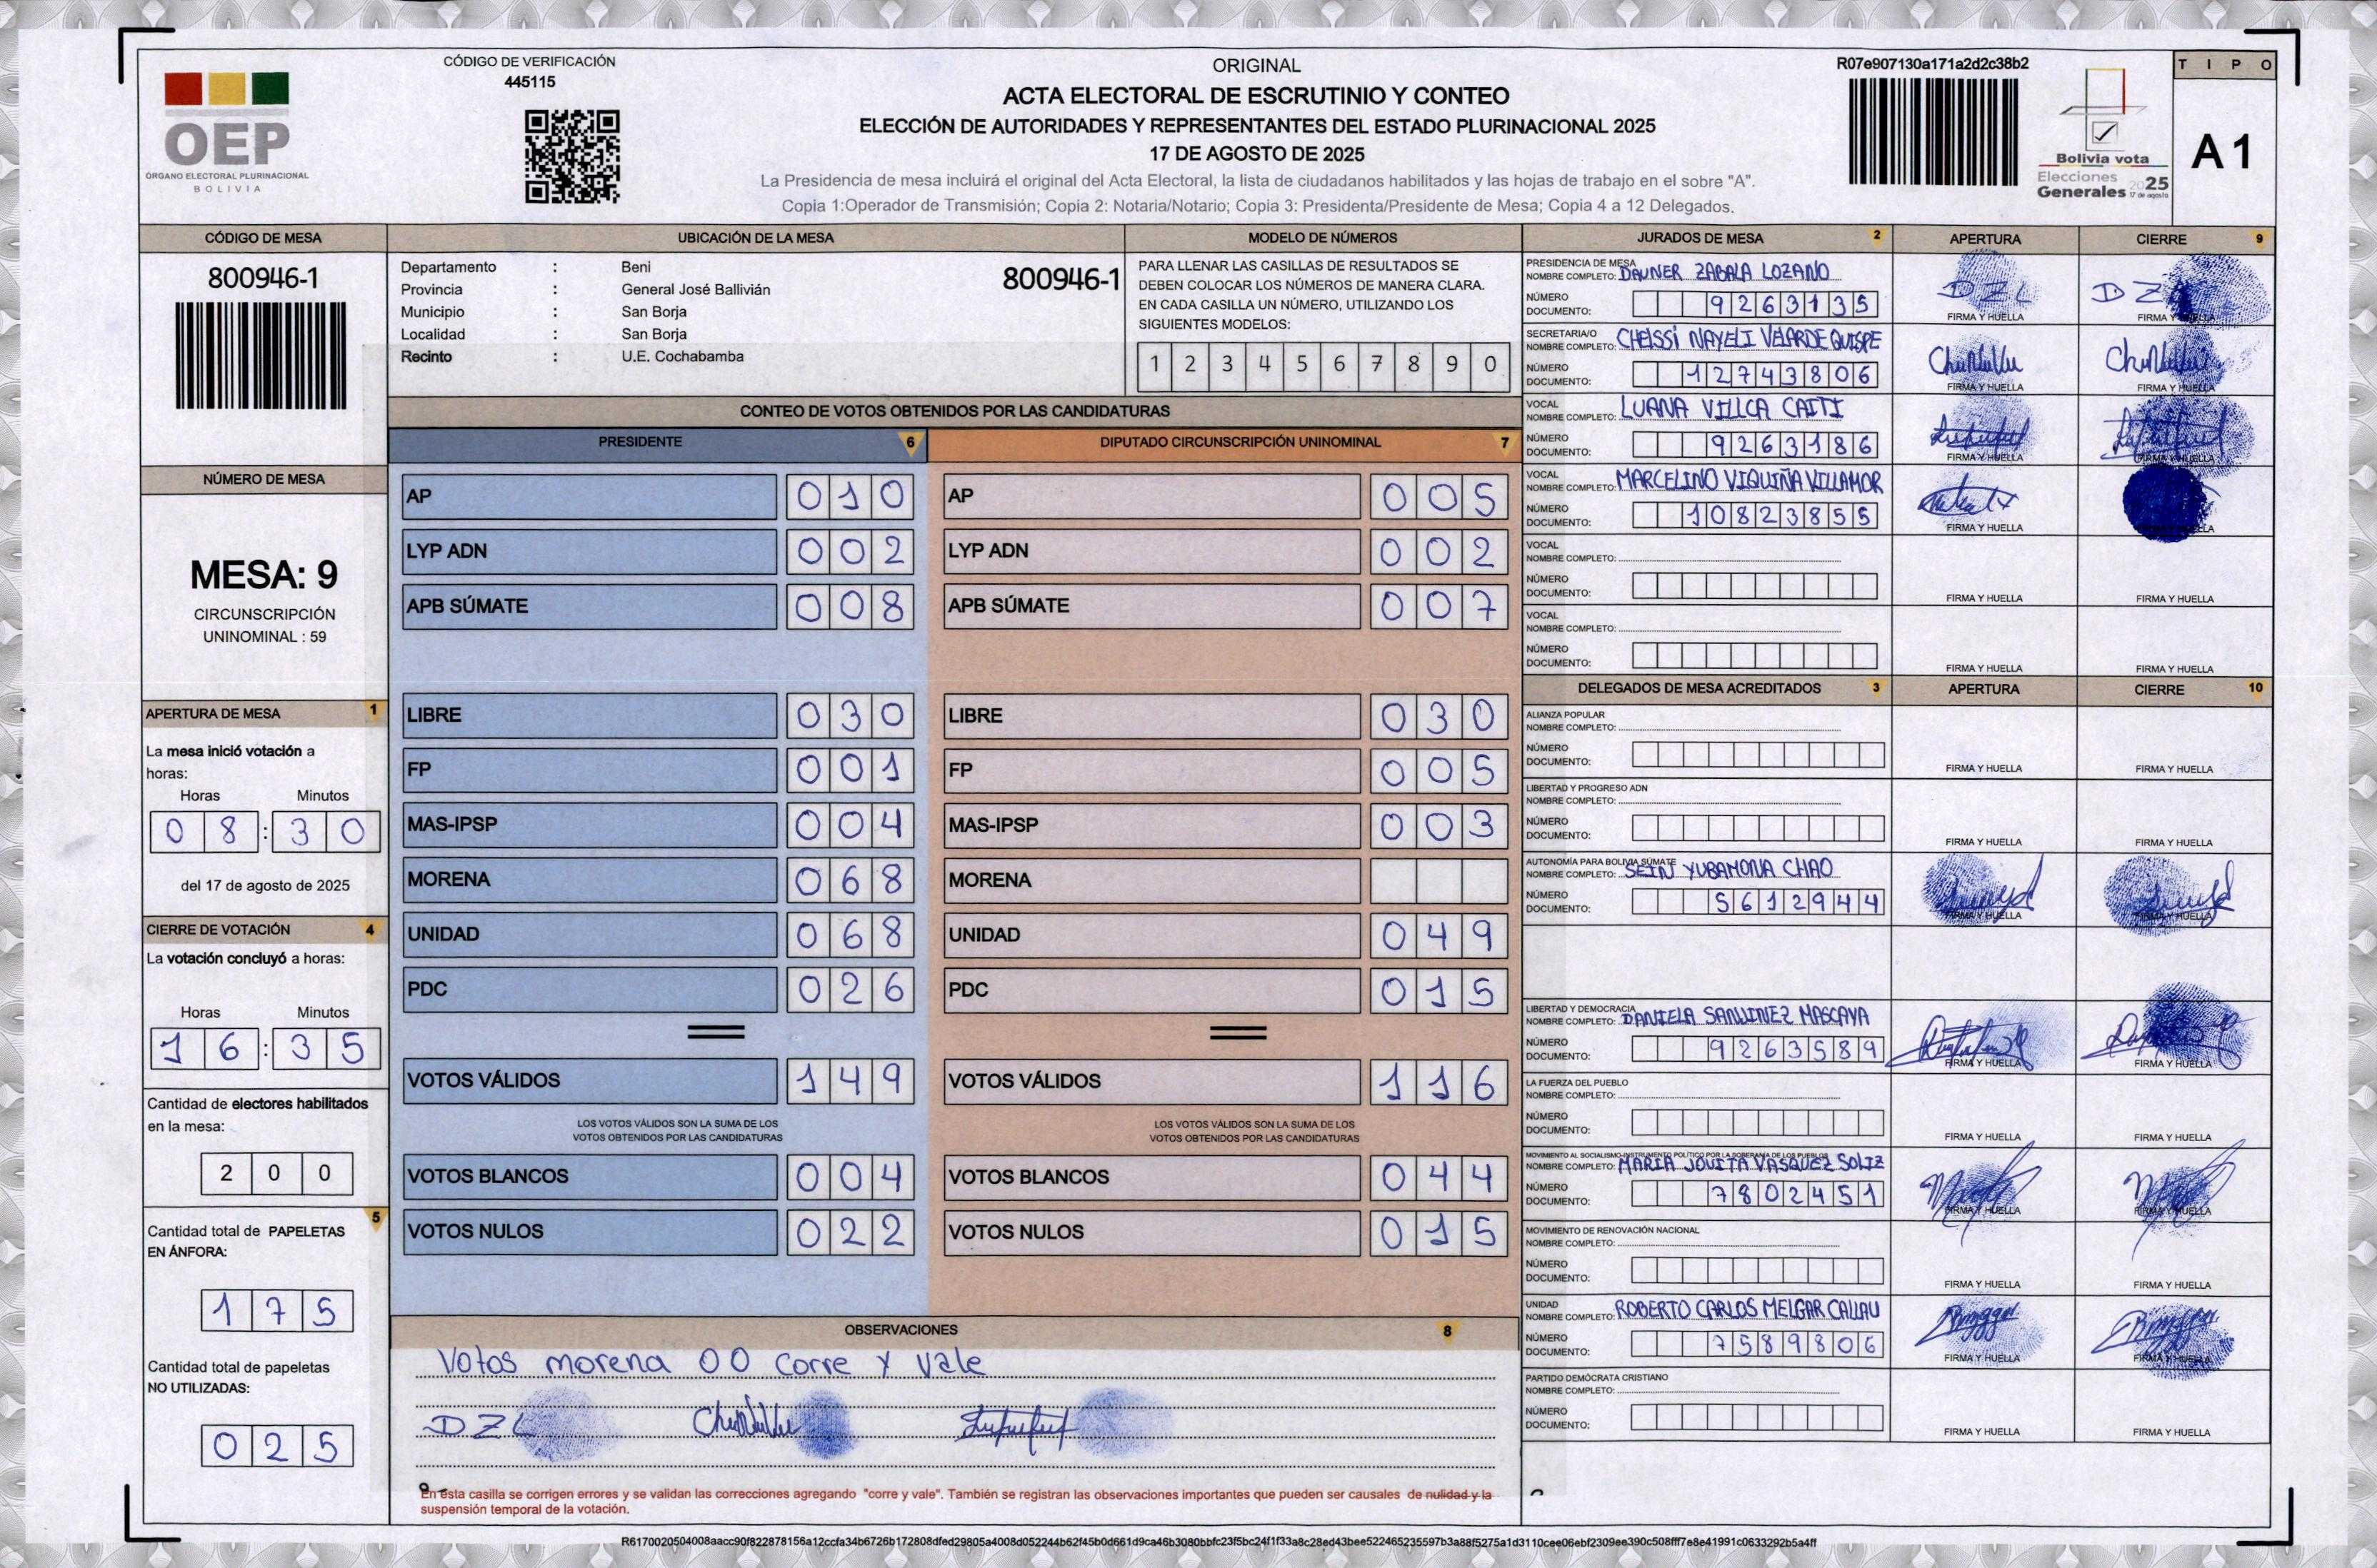 CÓDIGO DE VERIFICACIÓN
445115
OEP
ÓRGANO ELECTORAL PLURINACIONAL
BOLIVIA
ORIGINAL
ACTA ELECTORAL DE ESCRUTINIO Y CONTEO
ELECCIÓN DE AUTORIDADES Y REPRESENTANTES DEL ESTADO PLURINACIONAL 2025
17 DE AGOSTO DE 2025
La Presidencia de mesa incluirá el original del Acta Electoral, la lista de ciudadanos habilitados y las hojas de trabajo en el sobre "A".
Copia 1:Operador de Transmisión; Copia 2: Notaria/Notario; Copia 3: Presidenta/Presidente de Mesa; Copia 4 a 12 Delegados.
R07e907130a171a2d2c38b2
Bolivia vota
Elecciones
Generales 2025
17 de agosto
TIPO
A1
CÓDIGO DE MESA
800946-1
NÚMERO DE MESA
MESA: 9
CIRCUNSCRIPCIÓN
UNINOMINAL : 59
APERTURA DE MESA 1
La mesa inició votación a
horas:
Horas Minutos
08:30
del 17 de agosto de 2025
CIERRE DE VOTACIÓN 4
La votación concluyó a horas:
Horas Minutos
16:35
Cantidad de electores habilitados
en la mesa:
200
5
Cantidad total de PAPELETAS
EN ÁNFORA:
175
Cantidad total de papeletas
NO UTILIZADAS:
025
UBICACIÓN DE LA MESA
Departamento : Beni
800946-1
Provincia : General José Ballivián
Municipio : San Borja
Localidad : San Borja
Recinto : U.E. Cochabamba
MODELO DE NÚMEROS
PARA LLENAR LAS CASILLAS DE RESULTADOS SE
DEBEN COLOCAR LOS NÚMEROS DE MANERA CLARA.
EN CADA CASILLA UN NÚMERO, UTILIZANDO LOS
SIGUIENTES MODELOS:
1 2 3 4 5 6 7 8 9 0
CONTEO DE VOTOS OBTENIDOS POR LAS CANDIDATURAS
PRESIDENTE 6
AP 010
LYP ADN 002
APB SÚMATE 008
LIBRE 030
FP 001
MAS-IPSP 004
MORENA 068
UNIDAD 068
PDC 026
VOTOS VÁLIDOS 149
LOS VOTOS VÁLIDOS SON LA SUMA DE LOS
VOTOS OBTENIDOS POR LAS CANDIDATURAS
VOTOS BLANCOS 004
VOTOS NULOS 022
DIPUTADO CIRCUNSCRIPCIÓN UNINOMINAL 7
AP 005
LYP ADN 002
APB SÚMATE 007
LIBRE 030
FP 005
MAS-IPSP 003
MORENA
UNIDAD 049
PDC 015
VOTOS VÁLIDOS 116
LOS VOTOS VÁLIDOS SON LA SUMA DE LOS
VOTOS OBTENIDOS POR LAS CANDIDATURAS
VOTOS BLANCOS 044
VOTOS NULOS 015
OBSERVACIONES 8
Votos morena 00 corre y vale
DZL
En esta casilla se corrigen errores y se validan las correcciones agregando "corre y vale". También se registran las observaciones importantes que pueden ser causales de nulidad y la
suspensión temporal de la votación.
JURADOS DE MESA 2 APERTURA CIERRE 9
PRESIDENCIA DE MESA
NOMBRE COMPLETO: DAUNER ZABALA LOZANO
NÚMERO
DOCUMENTO: 9263135
DZL
FIRMA Y HUELLA
DZ
FIRMA Y HUELLA
SECRETARIA/O
NOMBRE COMPLETO: CHEISSI NAYELI VELARDE QUISPE
NÚMERO
DOCUMENTO: 12743806
FIRMA Y HUELLA
FIRMA Y HUELLA
VOCAL
NOMBRE COMPLETO: LUANA VILLCA CAITI
NÚMERO
DOCUMENTO: 9263186
FIRMA Y HUELLA
FIRMA Y HUELLA
VOCAL
NOMBRE COMPLETO: MARCELINO VIQUIÑA VILLAMOR
NÚMERO
DOCUMENTO: 10823855
FIRMA Y HUELLA
VOCAL
NOMBRE COMPLETO:
NÚMERO
DOCUMENTO:
FIRMA Y HUELLA
FIRMA Y HUELLA
VOCAL
NOMBRE COMPLETO:
NÚMERO
DOCUMENTO:
FIRMA Y HUELLA
FIRMA Y HUELLA
DELEGADOS DE MESA ACREDITADOS 3 APERTURA CIERRE 10
ALIANZA POPULAR
NOMBRE COMPLETO:
NÚMERO
DOCUMENTO:
FIRMA Y HUELLA
FIRMA Y HUELLA
LIBERTAD Y PROGRESO ADN
NOMBRE COMPLETO:
NÚMERO
DOCUMENTO:
FIRMA Y HUELLA
FIRMA Y HUELLA
AUTONOMÍA PARA BOLIVIA SÚMATE
NOMBRE COMPLETO: SEIN YUBAMONA CHAO
NÚMERO
DOCUMENTO: 5612944
FIRMA Y HUELLA
FIRMA Y HUELLA
LIBERTAD Y DEMOCRACIA
NOMBRE COMPLETO: DANIELA SANJINEZ MASCAYA
NÚMERO
DOCUMENTO: 9263589
FIRMA Y HUELLA
FIRMA Y HUELLA
LA FUERZA DEL PUEBLO
NOMBRE COMPLETO:
NÚMERO
DOCUMENTO:
FIRMA Y HUELLA
FIRMA Y HUELLA
MOVIMIENTO AL SOCIALISMO-INSTRUMENTO POLÍTICO POR LA SOBERANÍA DE LOS PUEBLOS
NOMBRE COMPLETO: MARIA JOVITA VASQUEZ SOLIZ
NÚMERO
DOCUMENTO: 7802451
FIRMA Y HUELLA
FIRMA Y HUELLA
MOVIMIENTO DE RENOVACIÓN NACIONAL
NOMBRE COMPLETO:
NÚMERO
DOCUMENTO:
FIRMA Y HUELLA
FIRMA Y HUELLA
UNIDAD
NOMBRE COMPLETO: ROBERTO CARLOS MELGAR CALLAU
NÚMERO
DOCUMENTO: 7589806
FIRMA Y HUELLA
FIRMA Y HUELLA
PARTIDO DEMÓCRATA CRISTIANO
NOMBRE COMPLETO:
NÚMERO
DOCUMENTO:
FIRMA Y HUELLA
FIRMA Y HUELLA